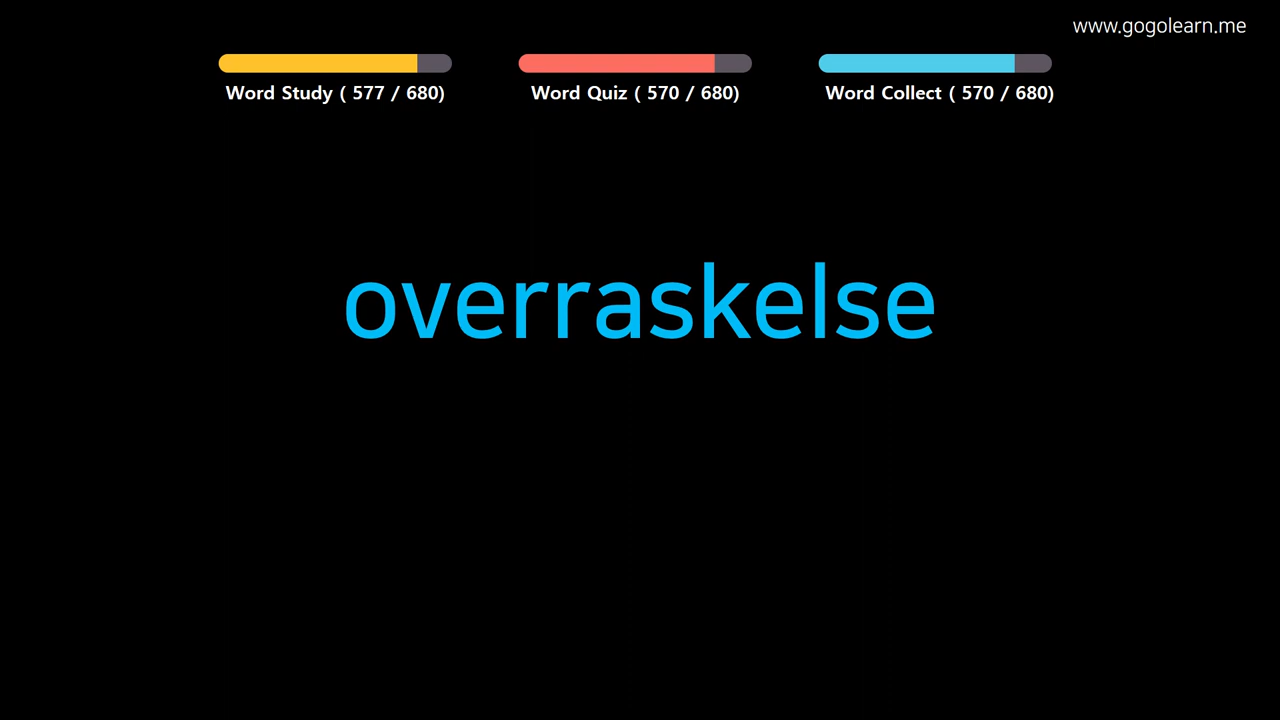 www.gogolearn.me
Word Study ( 577 / 680)
Word Quiz ( 570 / 680)
Word Collect ( 570 / 680)
overraskelse